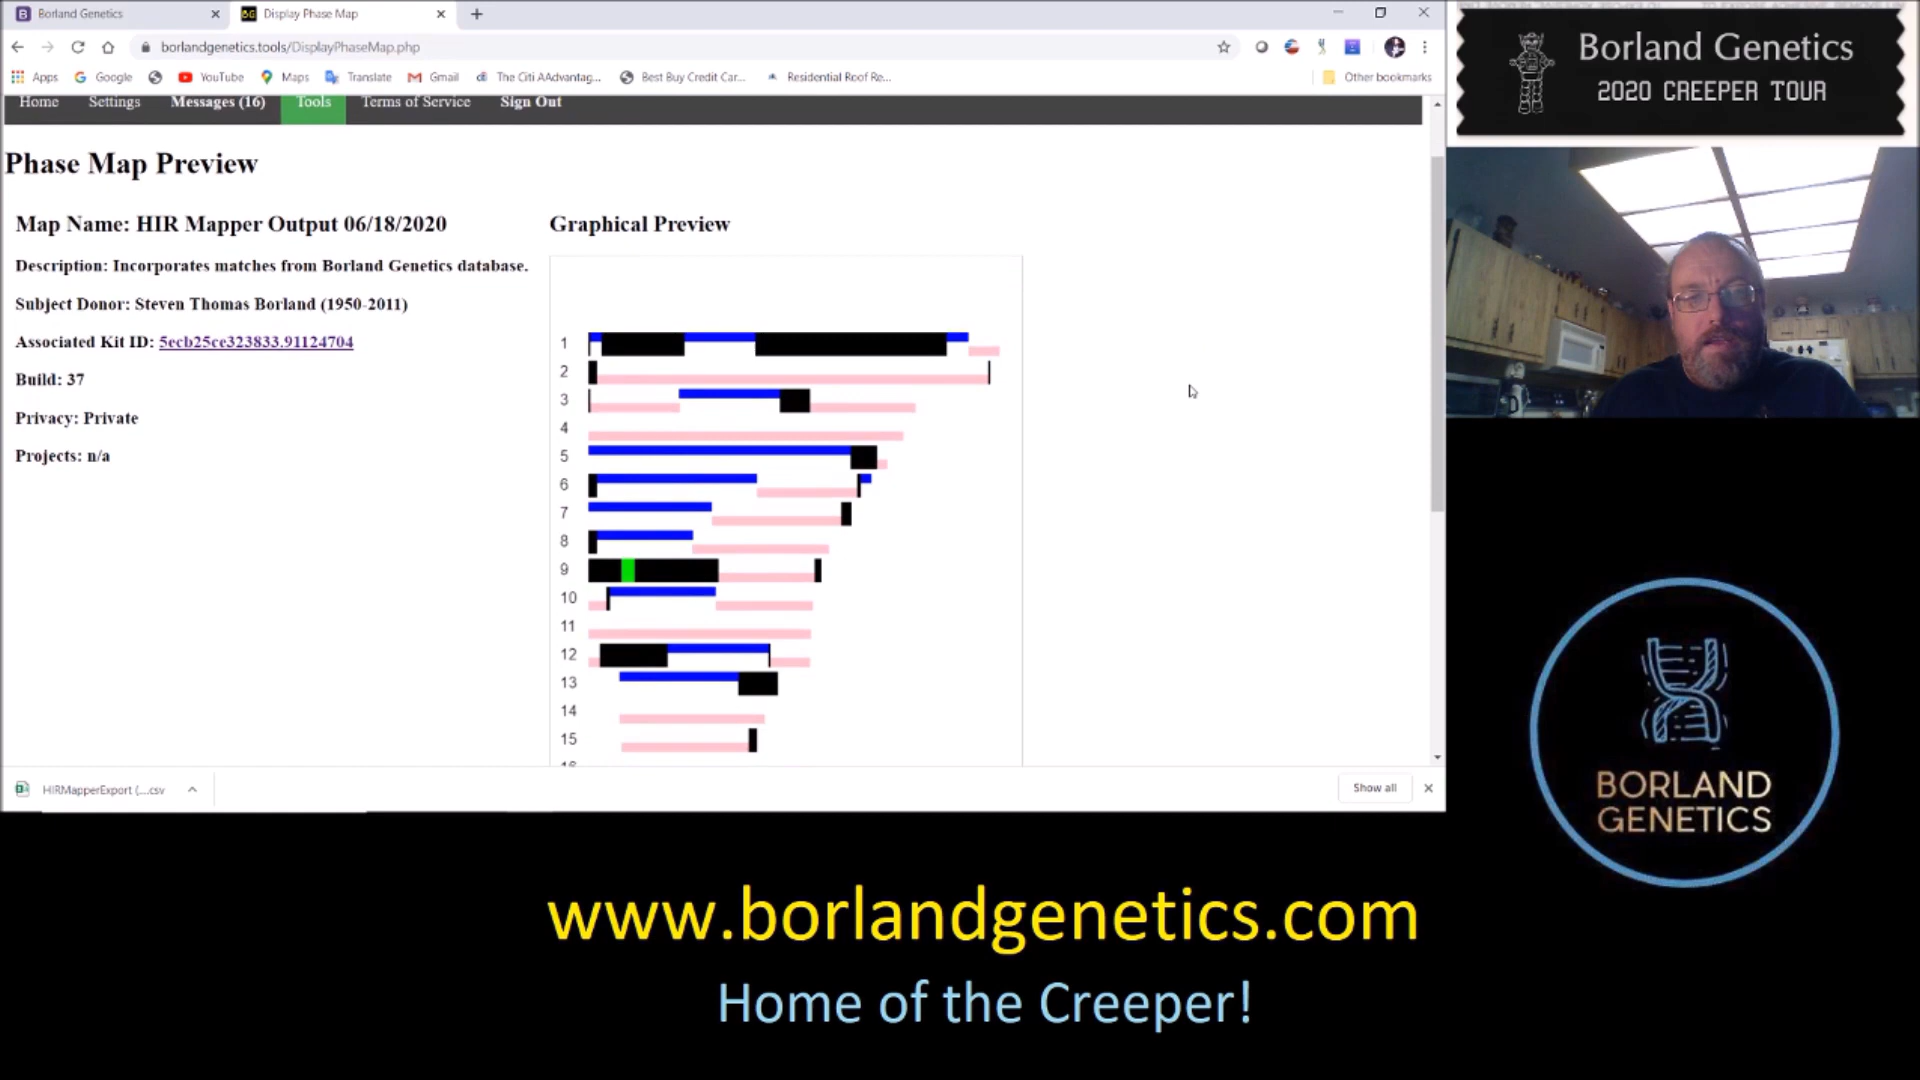 Borland Genetics
Display Phase Map
borlandgenetics.tools/DisplayPhaseMap.php
Apps
Google
YouTube
Maps
Translate
Gmail
The Citi AAdvantag...
Best Buy Credit Car...
Residential Roof Re...
Other bookmarks
Home
Settings
Messages (16)
Tools
Terms of Service
Sign Out
Phase Map Preview
Map Name: HIR Mapper Output 06/18/2020
Description: Incorporates matches from Borland Genetics database.
Subject Donor: Steven Thomas Borland (1950-2011)
Associated Kit ID: 5ecb25ce323833.91124704
Build: 37
Privacy: Private
Projects: n/a
Graphical Preview
1
2
3
4
5
6
7
8
9
10
11
12
13
14
15
HIRMapperExport (....csv
Show all
Borland Genetics
2020 CREEPER TOUR
BORLAND
GENETICS
www.borlandgenetics.com
Home of the Creeper!